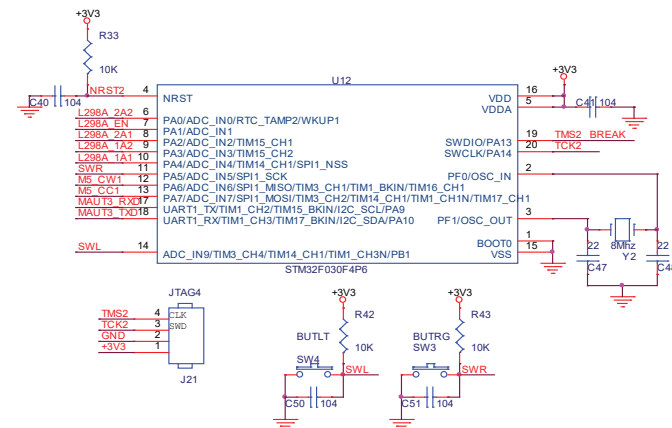 +3V3
R33
10K
NRST2
C40
104
U12
4
NRST
6
7
8
9
10
11
12
13
17
18
14
L298A_2A2
L298A_EN
L298A_2A1
L298A_1A2
L298A_1A1
SWR
M5_CW1
M5_CC1
MAUT3_RXD
MAUT3_TXD
SWL
PA0/ADC_IN0/RTC_TAMP2/WKUP1
PA1/ADC_IN1
PA2/ADC_IN2/TIM15_CH1
PA3/ADC_IN3/TIM15_CH2
PA4/ADC_IN4/TIM14_CH1/SPI1_NSS
PA5/ADC_IN5/SPI1_SCK
PA6/ADC_IN6/SPI1_MISO/TIM3_CH1/TIM1_BKIN/TIM16_CH1
PA7/ADC_IN7/SPI1_MOSI/TIM3_CH2/TIM14_CH1/TIM1_CH1N/TIM17_CH1
UART1_TX/TIM1_CH2/TIM15_BKIN/I2C_SCL/PA9
UART1_RX/TIM1_CH3/TIM17_BKIN/I2C_SDA/PA10
ADC_IN9/TIM3_CH4/TIM14_CH1/TIM1_CH3N/PB1
STM32F030F4P6
VDD
VDDA
SWDIO/PA13
SWCLK/PA14
PF0/OSC_IN
PF1/OSC_OUT
BOOT0
VSS
16
5
19
20
2
3
1
15
+3V3
C41
104
TMS2 BREAK
TCK2
22
C47
8Mhz
Y2
22
JTAG4
TMS2
TCK2
GND
+3V3
4
3
2
1
CLK
SWD
J21
+3V3
R42
10K
BUTLT
SW4
SWL
C50
104
+3V3
R43
10K
BUTRG
SW3
SWR
C51
104